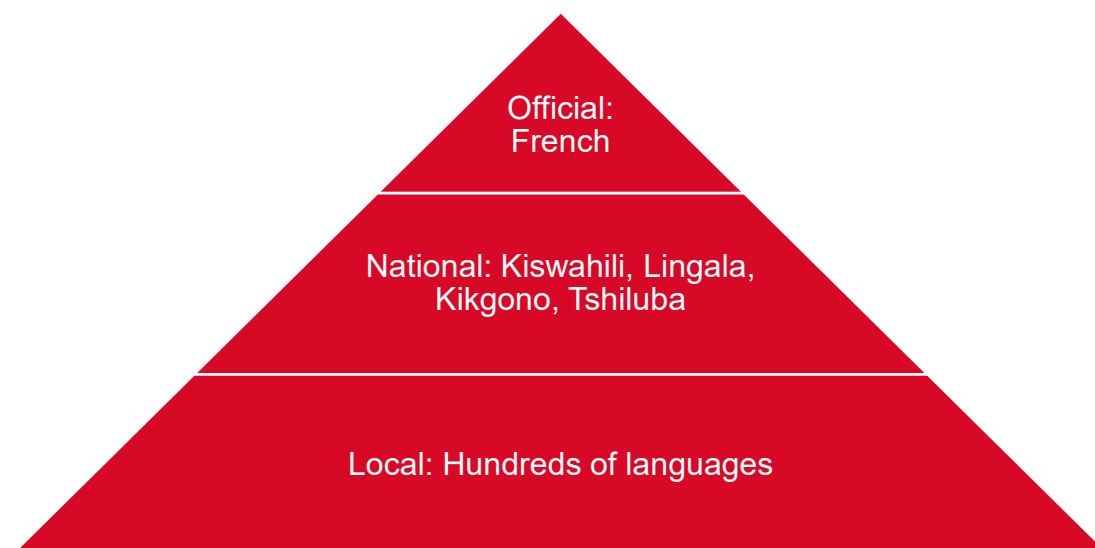 Official:
French
National: Kiswahili, Lingala,
Kikgono, Tshiluba
Local: Hundreds of languages